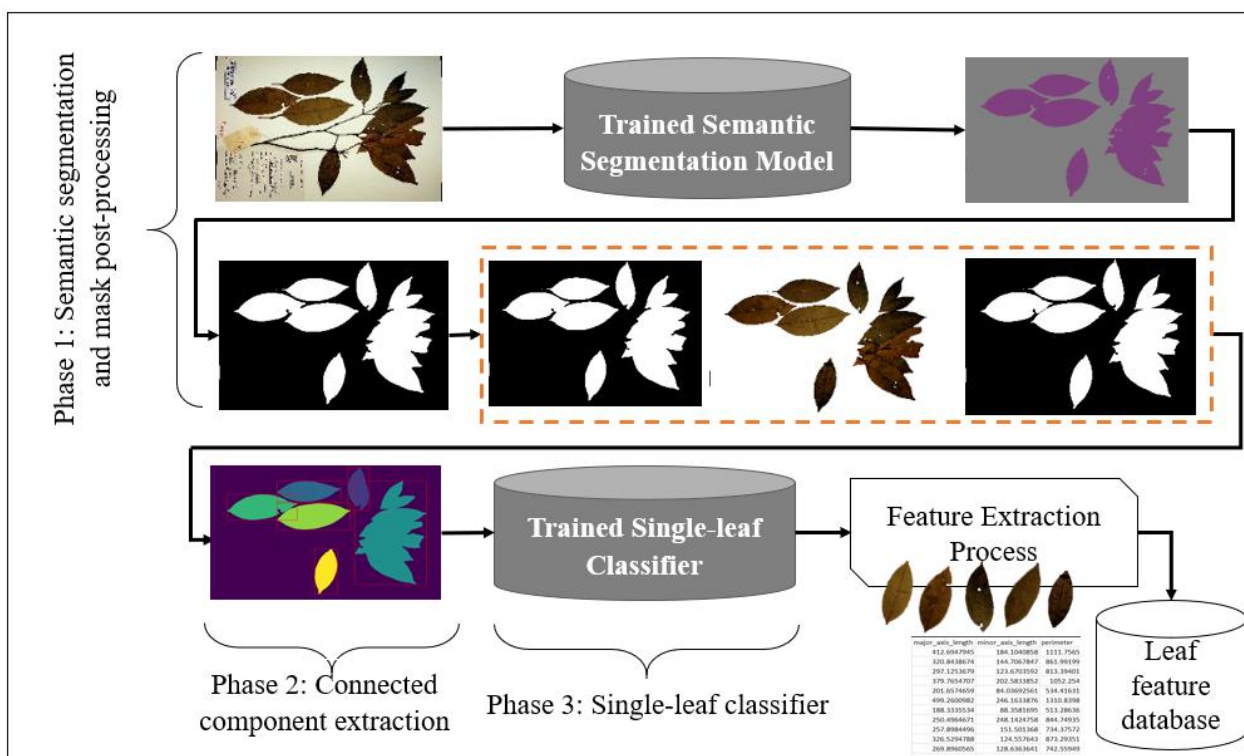 Phase 1: Semantic segmentation
and mask post-processing
Trained Semantic
Segmentation Model
Trained Single-leaf
Classifier
Feature Extraction
Process
Phase 2: Connected
component extraction
Phase 3: Single-leaf classifier
major_axis_length minor_axis_length perimeter
412.6947945 184.1040858 1111.7565
320.8438674 144.7067847 861.99199
297.1253679 123.6703592 813.39401
379.7654707 202.5833852 1052.254
201.6574659 84.03692561 534.41631
499.2600982 246.1633876 1310.8398
188.3335534 88.3581695 513.28636
250.4964671 248.1424758 844.74935
257.8984496 151.501368 734.37572
326.5294788 124.557643 873.29351
269.8960565 128.6363641 742.55949
Leaf
feature
database